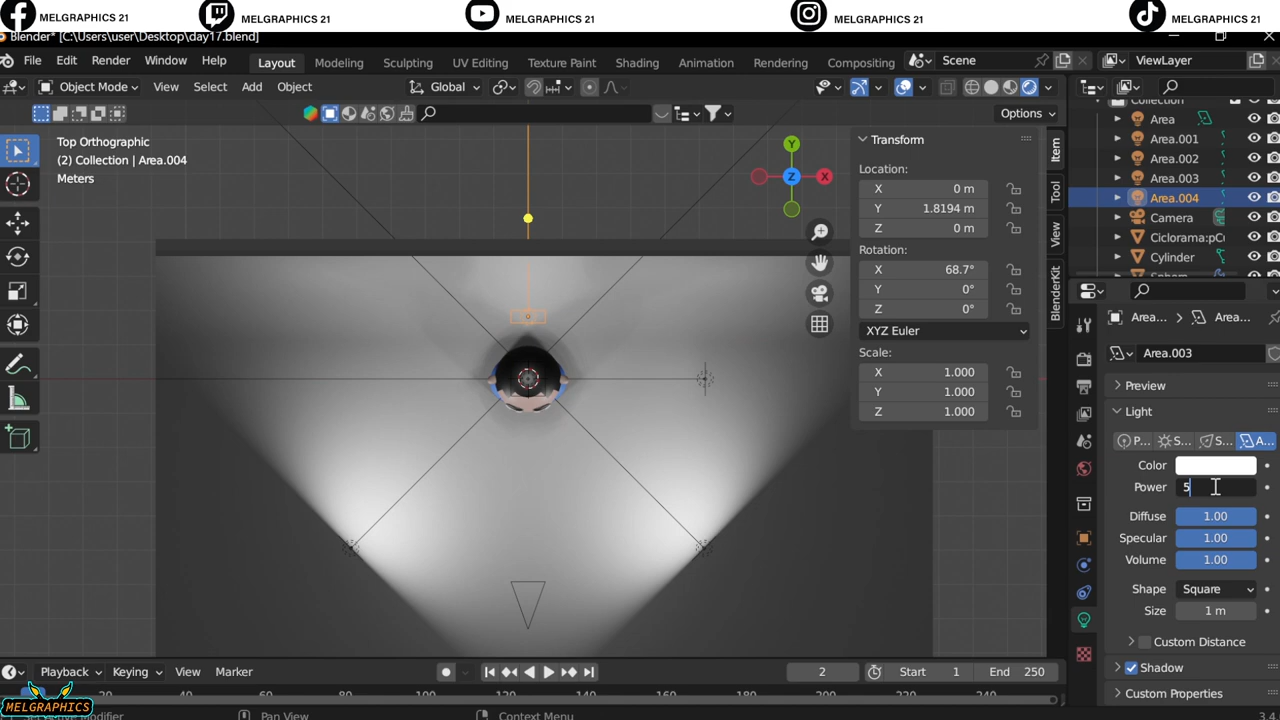 MELGRAPHICS 21 MELGRAPHICS 21 MELGRAPHICS 21 MELGRAPHICS 21 MELGRAPHICS 21
Blender* [C:\Users\user\Desktop\day17.blend]
File Edit Render Window Help Layout Modeling Sculpting UV Editing Texture Paint Shading Animation Rendering Compositing Scene ViewLayer
Object Mode View Select Add Object Global
Options
Top Orthographic
(2) Collection | Area.004
Meters
Y
X
Z
Transform
Location:
X 0 m
Y 1.8194 m
Z 0 m
Rotation:
X 68.7°
Y 0°
Z 0°
XYZ Euler
Scale:
X 1.000
Y 1.000
Z 1.000
Item
Tool
View
BlenderKit
Collection
Area
Area.001
Area.002
Area.003
Area.004
Camera
Ciclorama:pCu
Cylinder
Sphere
Area... Area...
Area.003
Preview
Light
P... S... S... A...
Color
Power 5
Diffuse 1.00
Specular 1.00
Volume 1.00
Shape Square
Size 1 m
Custom Distance
Shadow
Custom Properties
Playback Keying View Marker 2 Start 1 End 250
20 40 80 120 160 200 240
MELGRAPHICS
Pan View Context Menu 3.4